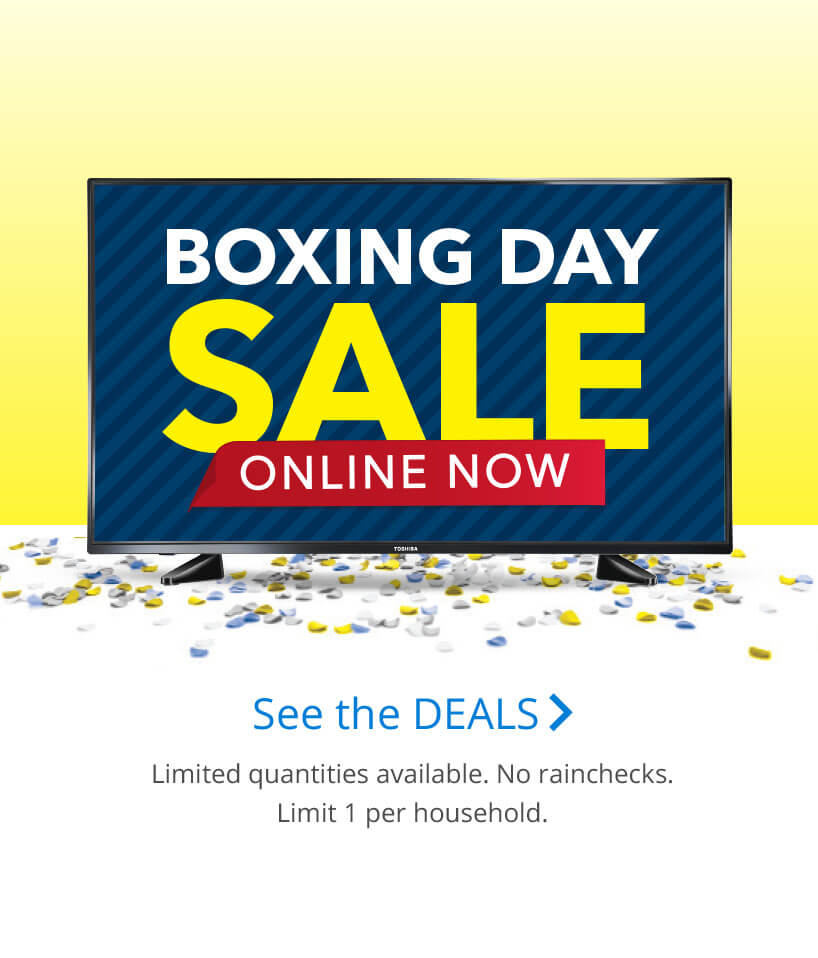 BOXING DAY
SALE
ONLINE NOW
TOSHIBA
See the DEALS
Limited quantities available. No rainchecks.
Limit 1 per household.